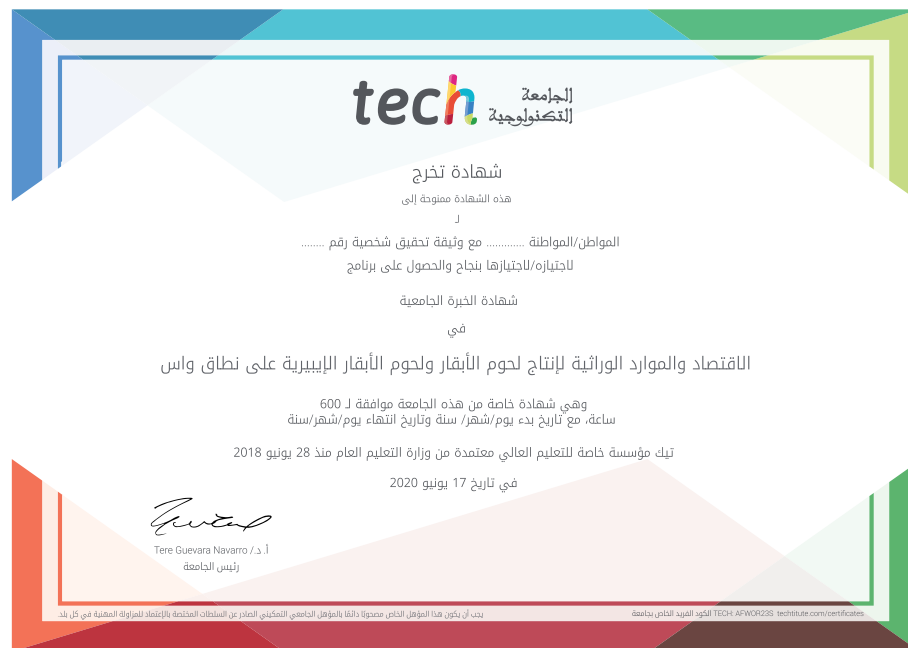 tech الجامعة
التكنولوجية
شهادة تخرج
هذه الشهادة ممنوحة إلى
لـ
المواطن/المواطنة ............. مع وثيقة تحقيق شخصية رقم ........
لاجتيازه/لاجتيازها بنجاح والحصول على برنامج
شهادة الخبرة الجامعية
في
الاقتصاد والموارد الوراثية لإنتاج لحوم الأبقار ولحوم الأبقار الإيبيرية على نطاق واس
وهي شهادة خاصة من هذه الجامعة موافقة لـ 600
ساعة، مع تاريخ بدء يوم/شهر/ سنة وتاريخ انتهاء يوم/شهر/سنة
تيك مؤسسة خاصة للتعليم العالي معتمدة من وزارة التعليم العام منذ 28 يونيو 2018
في تاريخ 17 يونيو 2020
أ. د./ Tere Guevara Navarro
رئيس الجامعة
يجب أن يكون هذا المؤهل الخاص مصحوبًا دائمًا بالمؤهل الجامعي التمكيني الصادر عن السلطات المختصة بالإعتماد للمزاولة المهنية في كل بلد.
الكود الفريد الخاص بجامعة TECH: AFWOR23S techtitute.com/certificates